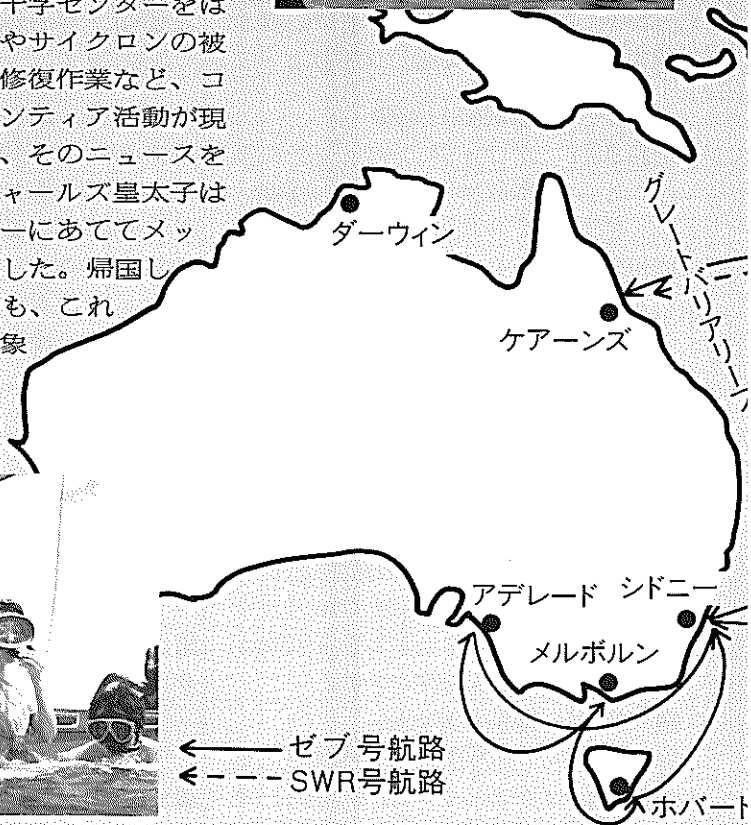 十字センターをは
やサイクロンの被
修復作業など、コ
ンティア活動が現
、そのニュースを
ャールズ皇太子は
ーにあててメッ
した。帰国し
も、これ
象
ダーウィン
グレートバリアリーフ
ケアーンズ
アデレード シドニー
メルボルン
ゼブ号航路
SWR号航路
ホバート